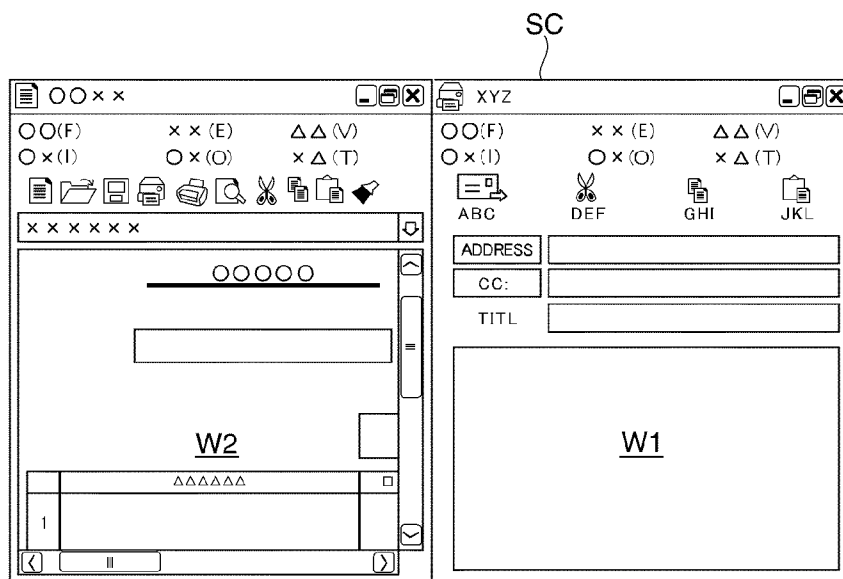 SC
○○××
○○(F) ××(E) △△(V)
○×(I) ○×(O) ×△(T)
××××××
○○○○○
W2
△△△△△△ □
1
XYZ
○○(F) ××(E) △△(V)
○×(I) ○×(O) ×△(T)
ABC DEF GHI JKL
ADDRESS
CC:
TITL
W1